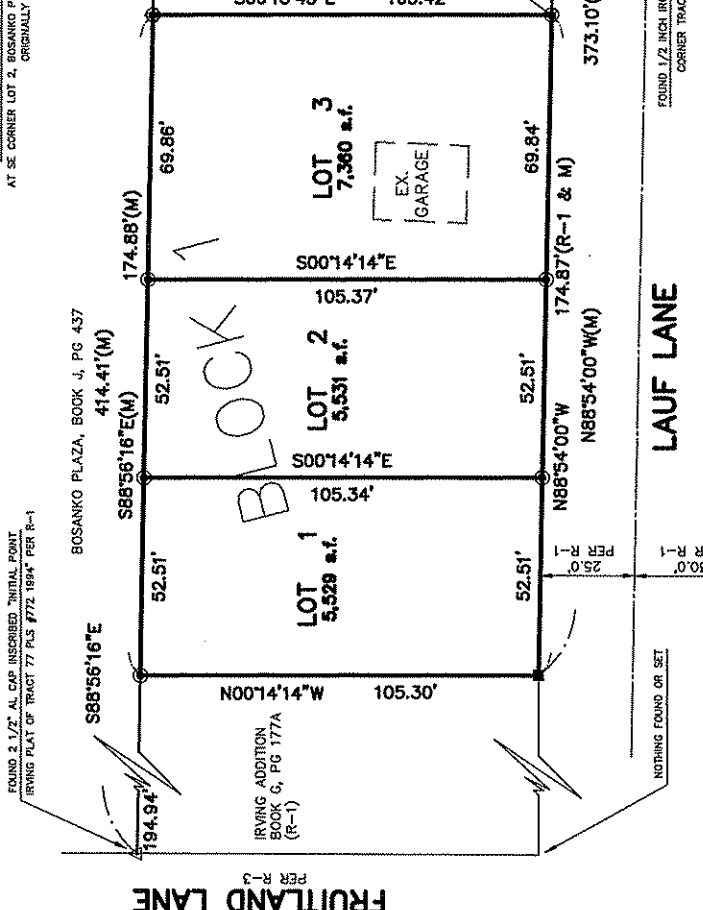 AT SE CORNER LOT 2, BOSANKO P
ORIGINALLY
105.42'
373.10'(
FOUND 1/2 INCH IRO
CORNER TRAC
69.86'
LOT 3
7,360 s.f.
EX.
GARAGE
69.84'
174.88'(M)
S00°14'14"E
105.37'
174.87'(R-1 & M)
BLOCK 1
BOSANKO PLAZA, BOOK J, PG 437
414.41'(M)
S88°56'16"E(M)
52.51'
LOT 2
5,531 s.f.
52.51'
N88°54'00"W
N88°54'00"W(M)
LAUF LANE
S00°14'14"E
105.34'
FOUND 2 1/2" AL CAP INSCRIBED "INITIAL POINT
IRVING PLAT OF TRACT 77 PLS #772 1994" PER R-1
52.51'
LOT 1
5,529 s.f.
52.51'
25.0'
PER R-1
30.0'
R R-1
S88°56'16"E
N00°14'14"W 105.30'
IRVING ADDITION
BOOK G, PG 177A
(R-1)
NOTHING FOUND OR SET
194.94'
PER R-3
FRUITLAND LANE